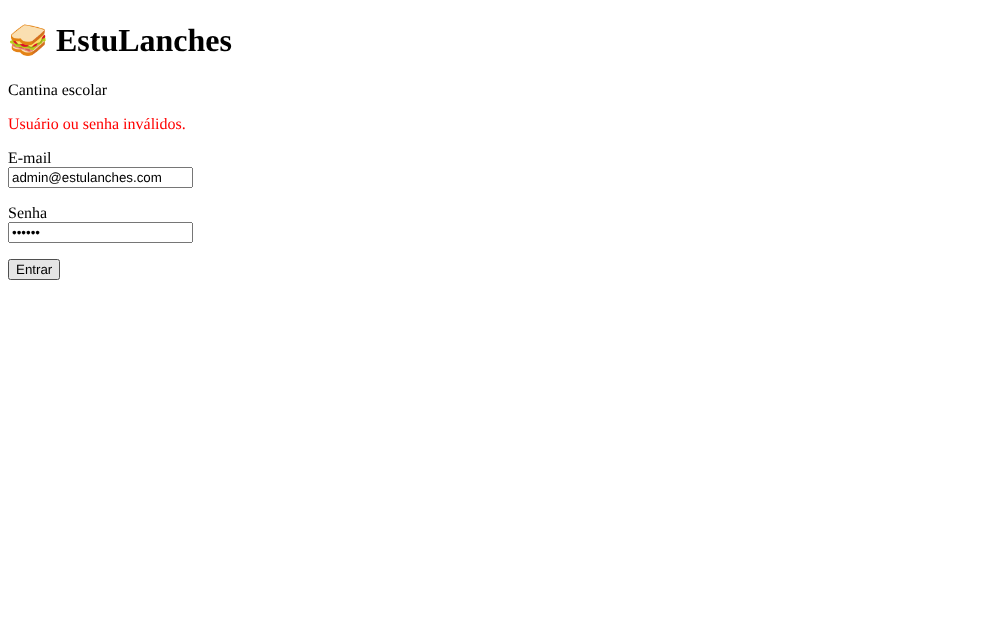 EstuLanches
Cantina escolar
Usuário ou senha inválidos.
E-mail
admin@estulanches.com
Senha
••••••
Entrar